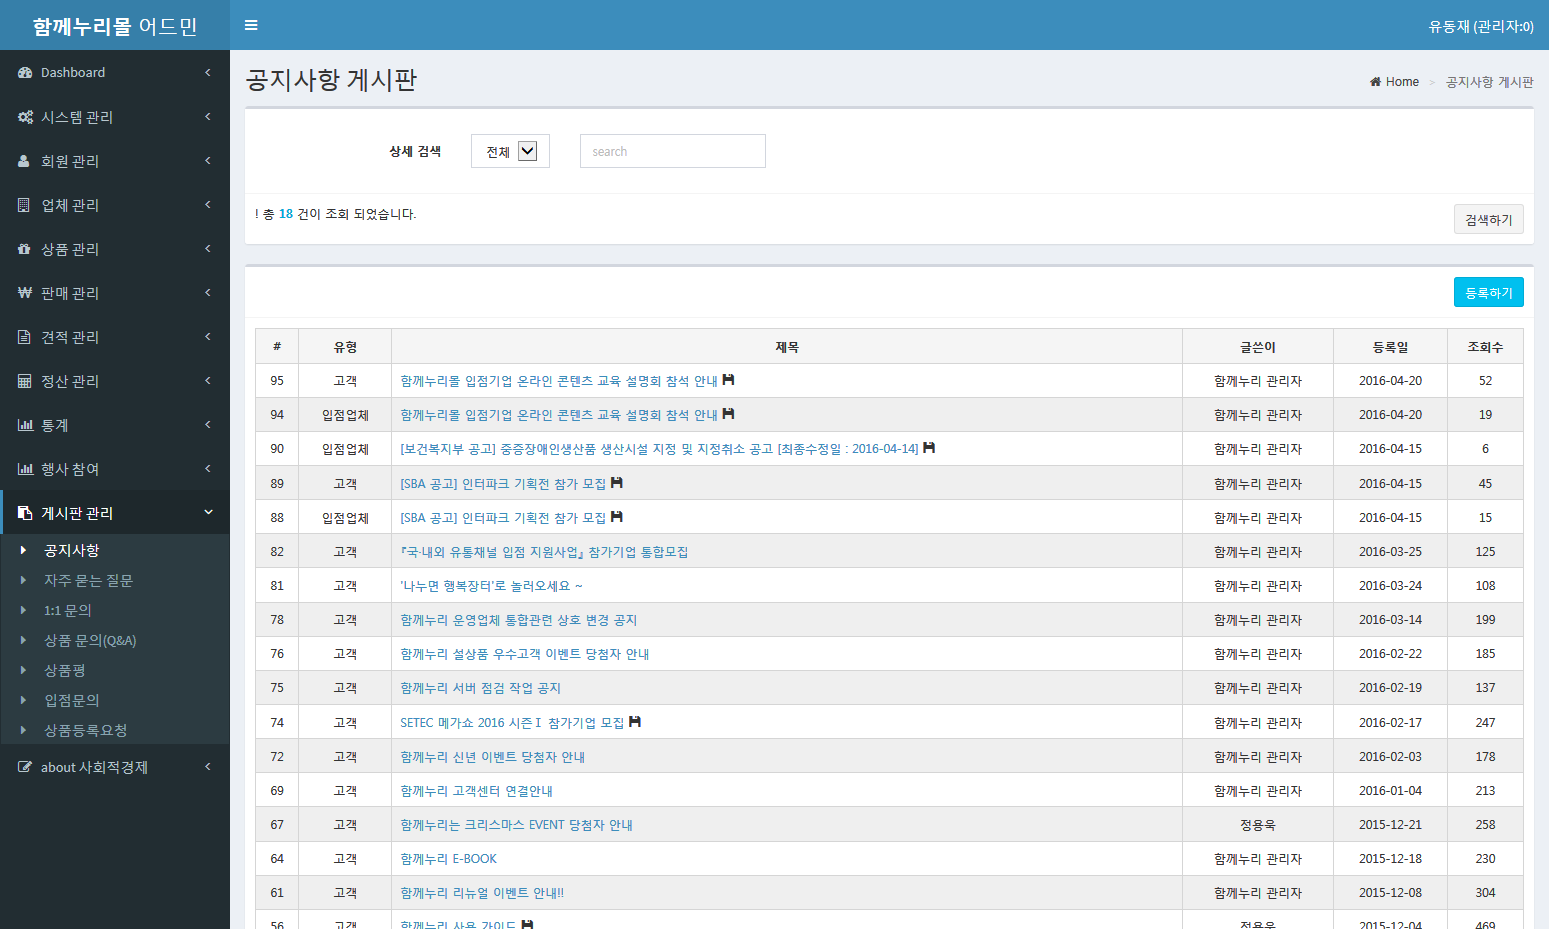 함께누리몰 어드민
유동재 (관리자:0)
Dashboard
시스템 관리
회원 관리
업체 관리
상품 관리
판매 관리
견적 관리
정산 관리
통계
행사 참여
게시판 관리
공지사항
자주 묻는 질문
1:1 문의
상품 문의(Q&A)
상품평
입점문의
상품등록요청
about 사회적경제
공지사항 게시판
Home > 공지사항 게시판
상세 검색 전체 search
! 총 18 건이 조회 되었습니다.
검색하기
등록하기
# 유형 제목 글쓴이 등록일 조회수
95 고객 함께누리몰 입점기업 온라인 콘텐츠 교육 설명회 참석 안내 함께누리 관리자 2016-04-20 52
94 입점업체 함께누리몰 입점기업 온라인 콘텐츠 교육 설명회 참석 안내 함께누리 관리자 2016-04-20 19
90 입점업체 [보건복지부 공고] 중증장애인생산품 생산시설 지정 및 지정취소 공고 [최종수정일 : 2016-04-14] 함께누리 관리자 2016-04-15 6
89 고객 [SBA 공고] 인터파크 기획전 참가 모집 함께누리 관리자 2016-04-15 45
88 입점업체 [SBA 공고] 인터파크 기획전 참가 모집 함께누리 관리자 2016-04-15 15
82 고객 『국·내외 유통채널 입점 지원사업』 참가기업 통합모집 함께누리 관리자 2016-03-25 125
81 고객 '나누면 행복장터'로 놀러오세요 ~ 함께누리 관리자 2016-03-24 108
78 고객 함께누리 운영업체 통합관련 상호 변경 공지 함께누리 관리자 2016-03-14 199
76 고객 함께누리 설상품 우수고객 이벤트 당첨자 안내 함께누리 관리자 2016-02-22 185
75 고객 함께누리 서버 점검 작업 공지 함께누리 관리자 2016-02-19 137
74 고객 SETEC 메가쇼 2016 시즌Ⅰ 참가기업 모집 함께누리 관리자 2016-02-17 247
72 고객 함께누리 신년 이벤트 당첨자 안내 함께누리 관리자 2016-02-03 178
69 고객 함께누리 고객센터 연결안내 함께누리 관리자 2016-01-04 213
67 고객 함께누리는 크리스마스 EVENT 당첨자 안내 정용욱 2015-12-21 258
64 고객 함께누리 E-BOOK 함께누리 관리자 2015-12-18 230
61 고객 함께누리 리뉴얼 이벤트 안내!! 함께누리 관리자 2015-12-08 304
56 고객 함께누리 사용 가이드 정용욱 2015-12-04 469